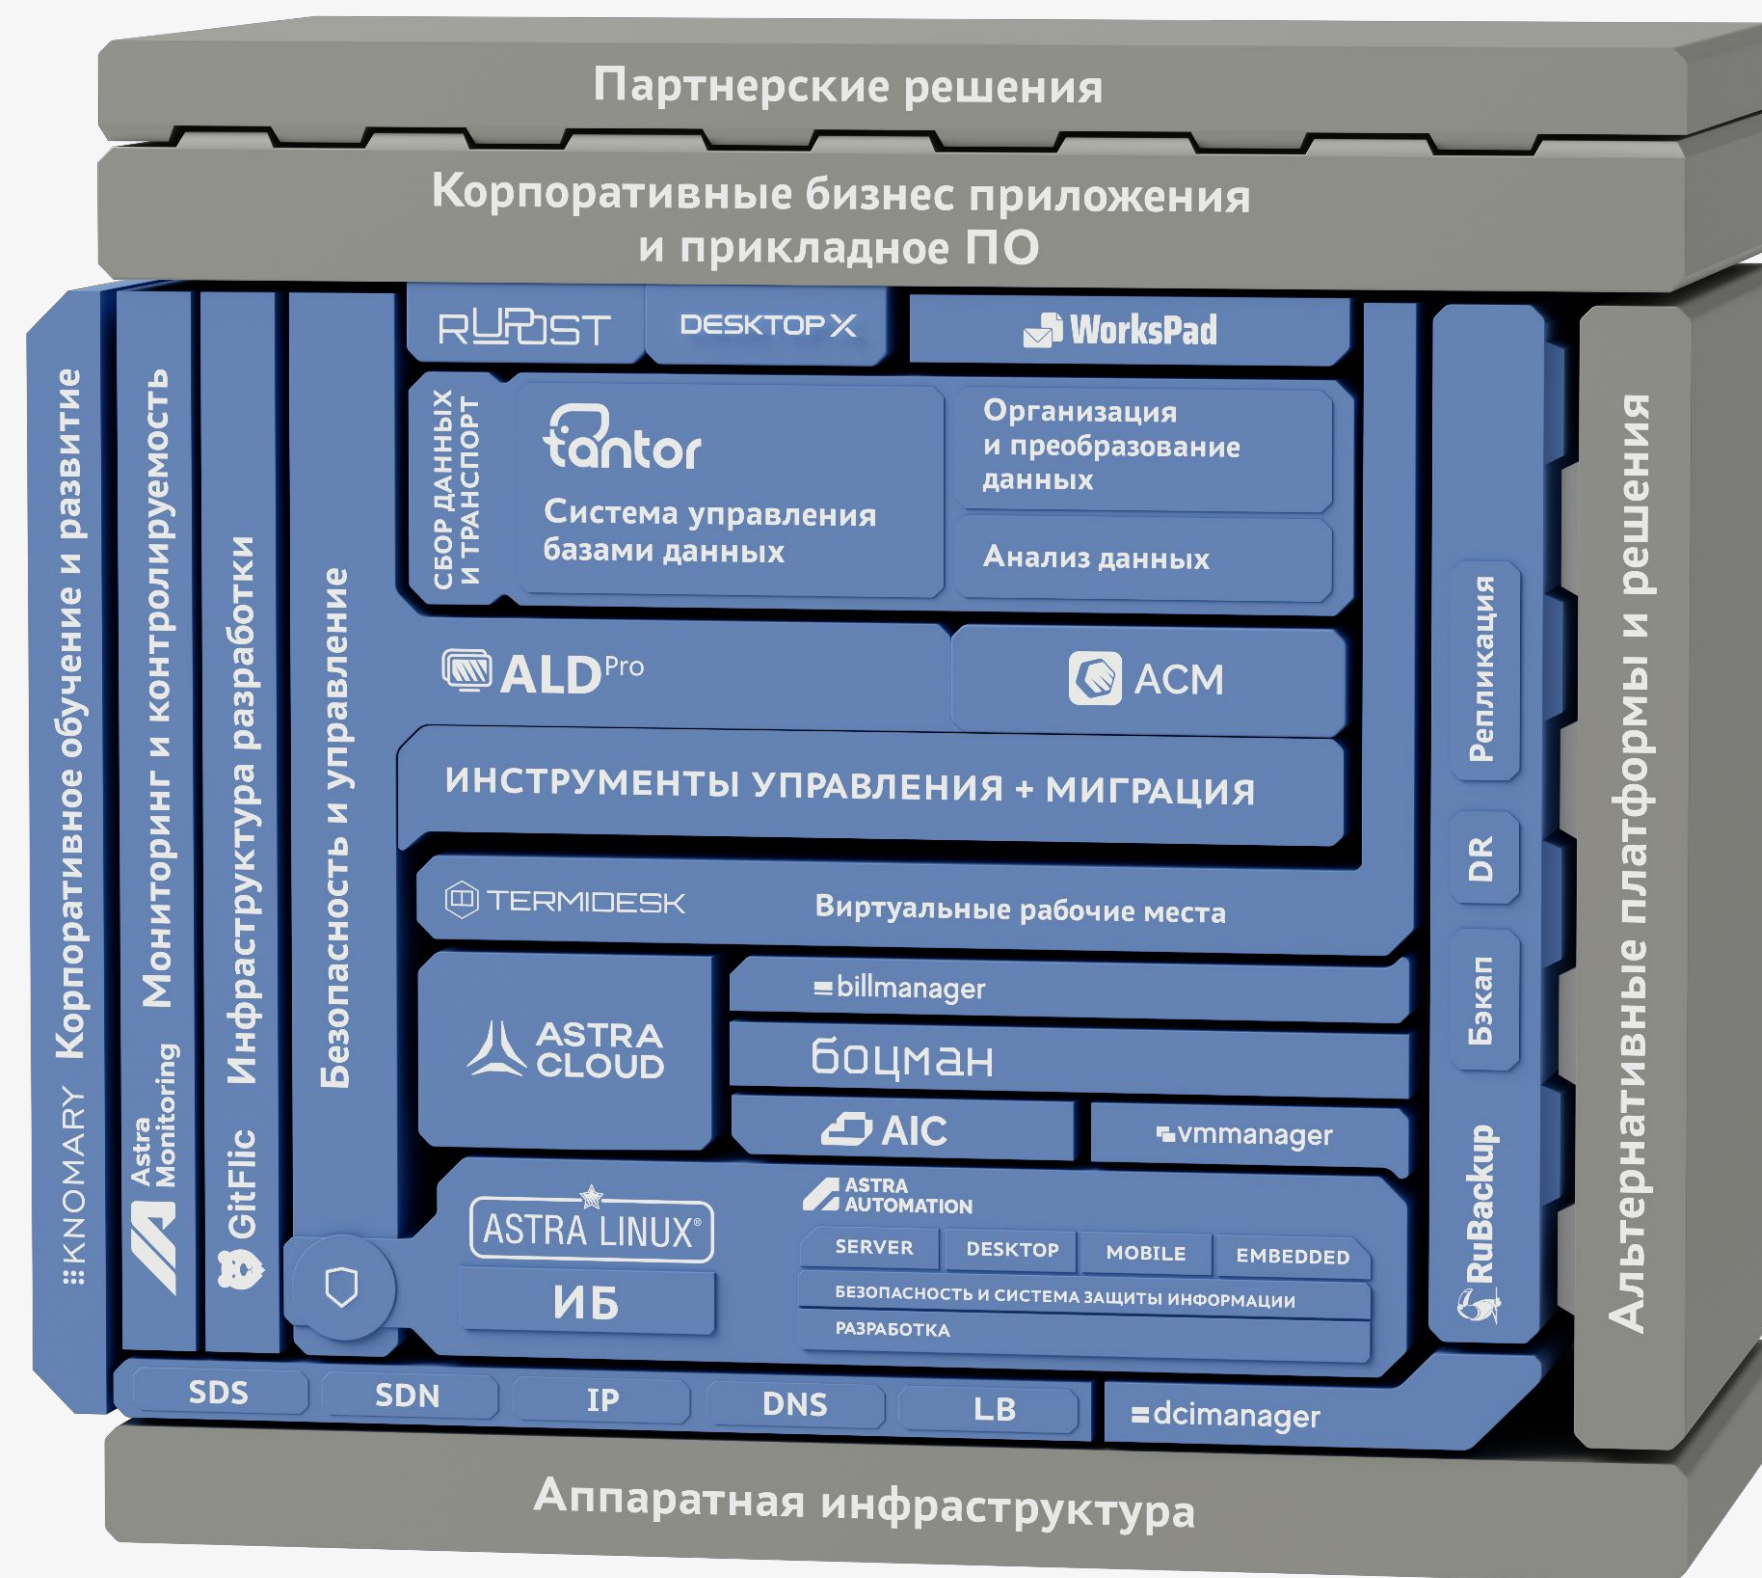 Партнерские решения
Корпоративные бизнес приложения
и прикладное ПО
KNOMARY Корпоративное обучение и развитие
Astra
Monitoring
Мониторинг и контролируемость
GitFlic Инфраструктура разработки
Безопасность и управление
RUPOST
DESKTOP X
WorksPad
СБОР ДАННЫХ
И ТРАНСПОРТ
tantor
Система управления
базами данных
Организация
и преобразование
данных
Анализ данных
ALD Pro
ACM
ИНСТРУМЕНТЫ УПРАВЛЕНИЯ + МИГРАЦИЯ
TERMIDESK
Виртуальные рабочие места
ASTRA
CLOUD
billmanager
боцман
AIC
vmmanager
ASTRA LINUX®
ИБ
ASTRA
AUTOMATION
SERVER
DESKTOP
MOBILE
EMBEDDED
БЕЗОПАСНОСТЬ И СИСТЕМА ЗАЩИТЫ ИНФОРМАЦИИ
РАЗРАБОТКА
RuBackup
Бэкап
DR
Репликация
Альтернативные платформы и решения
SDS
SDN
IP
DNS
LB
dcimanager
Аппаратная инфраструктура